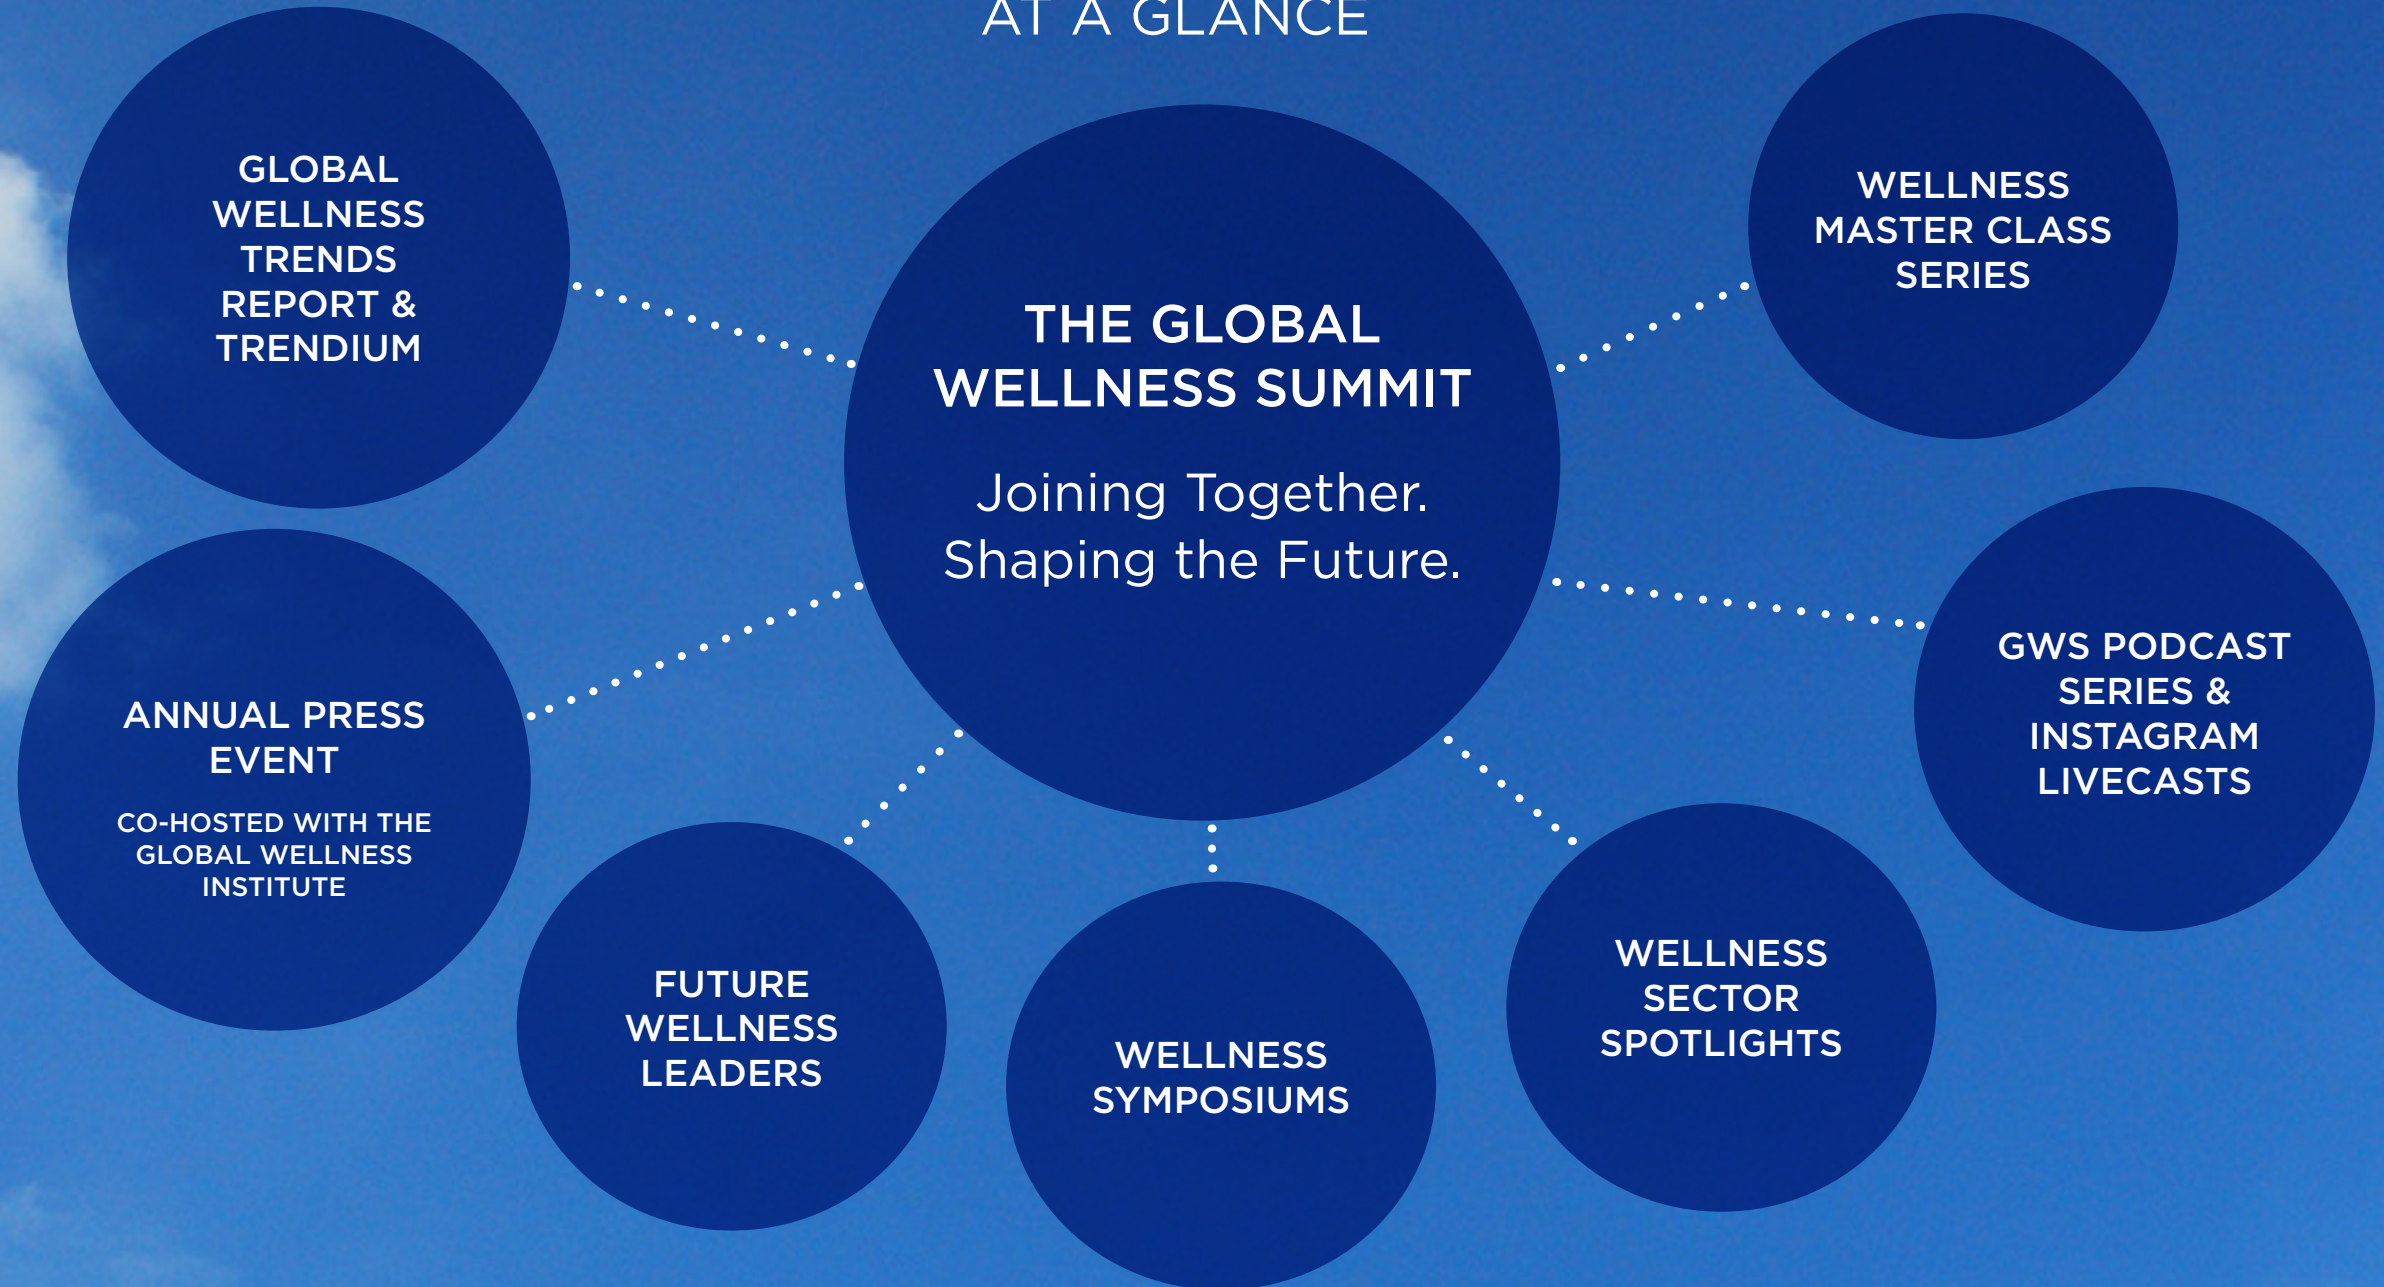 AT A GLANCE
GLOBAL
WELLNESS
TRENDS
REPORT &
TRENDIUM
THE GLOBAL
WELLNESS SUMMIT
Joining Together.
Shaping the Future.
WELLNESS
MASTER CLASS
SERIES
ANNUAL PRESS
EVENT
CO-HOSTED WITH THE
GLOBAL WELLNESS
INSTITUTE
GWS PODCAST
SERIES &
INSTAGRAM
LIVECASTS
FUTURE
WELLNESS
LEADERS
WELLNESS
SYMPOSIUMS
WELLNESS
SECTOR
SPOTLIGHTS